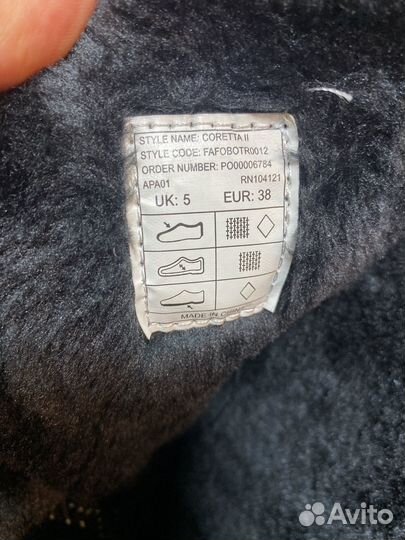 STYLE NAME: CORETTA II
STYLE CODE: FAFOBOTR0012
ORDER NUMBER: PO00006784
APA01 RN104121
UK: 5 EUR: 38
MADE IN CHINA
Avito